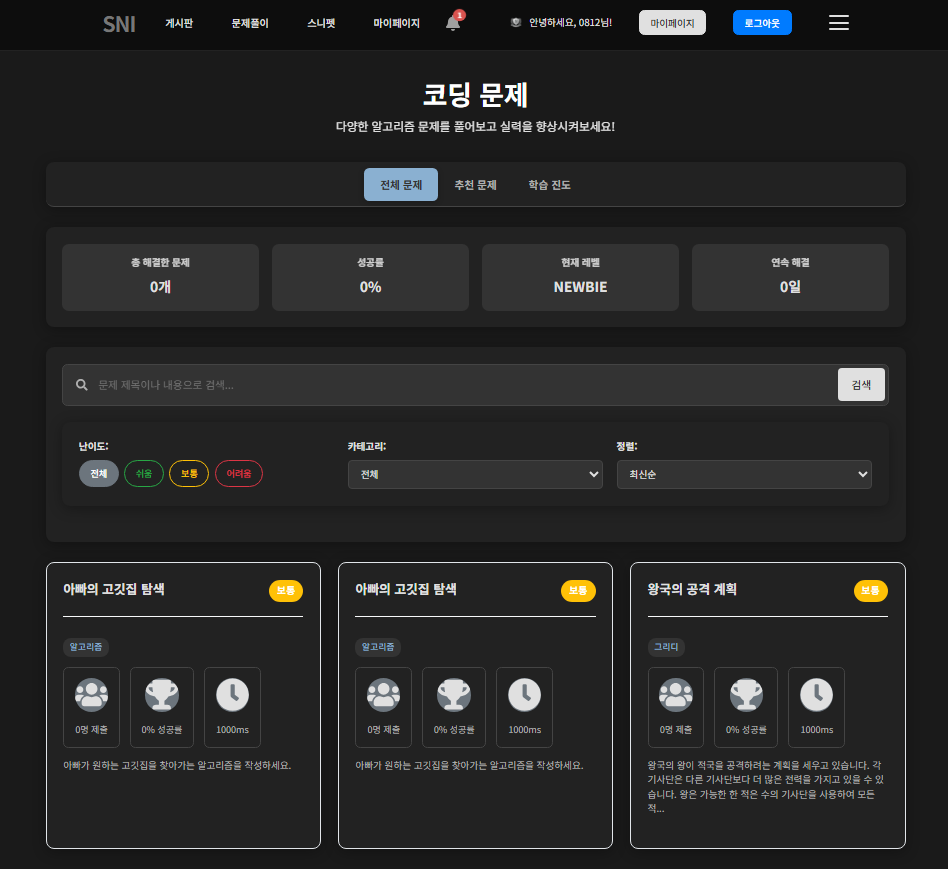 SNI 게시판 문제풀이 스니펫 마이페이지 1 안녕하세요, 0812님! 마이페이지 로그아웃
코딩 문제
다양한 알고리즘 문제를 풀어보고 실력을 향상시켜보세요!
전체 문제 추천 문제 학습 진도
총 해결한 문제 성공률 현재 레벨 연속 해결
0개 0% NEWBIE 0일
문제 제목이나 내용으로 검색... 검색
난이도: 카테고리: 정렬:
전체 쉬움 보통 어려움 전체 최신순
아빠의 고깃집 탐색 보통
알고리즘
0명 제출 0% 성공률 1000ms
아빠가 원하는 고깃집을 찾아가는 알고리즘을 작성하세요.
아빠의 고깃집 탐색 보통
알고리즘
0명 제출 0% 성공률 1000ms
아빠가 원하는 고깃집을 찾아가는 알고리즘을 작성하세요.
왕국의 공격 계획 보통
그리디
0명 제출 0% 성공률 1000ms
왕국의 왕이 적국을 공격하려는 계획을 세우고 있습니다. 각
기사단은 다른 기사단보다 더 많은 전력을 가지고 있을 수 있
습니다. 왕은 가능한 한 적은 수의 기사단을 사용하여 모든
적...